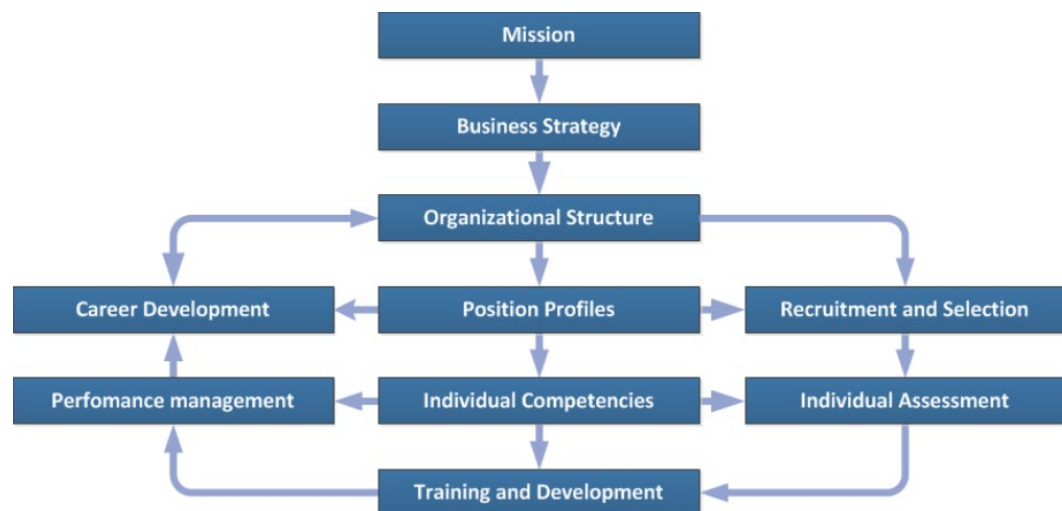 Mission
Business Strategy
Organizational Structure
Career Development
Position Profiles
Recruitment and Selection
Perfomance management
Individual Competencies
Individual Assessment
Training and Development